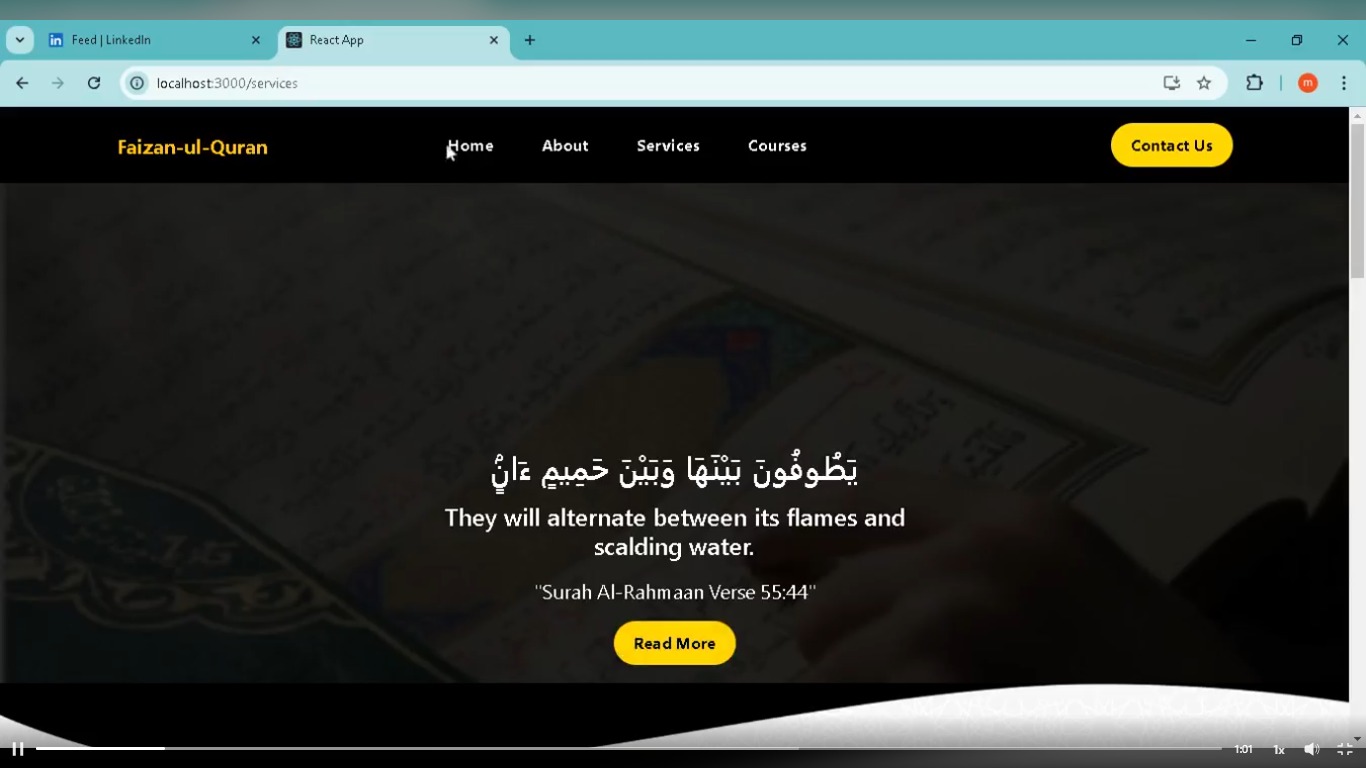 Feed | LinkedIn
React App
localhost:3000/services
m
Faizan-ul-Quran
Home
About
Services
Courses
Contact Us
يَطُوفُونَ بَيْنَهَا وَبَيْنَ حَمِيمٍ ءَانٍۢ
They will alternate between its flames and
scalding water.
"Surah Al-Rahmaan Verse 55:44"
Read More
1:01
1x